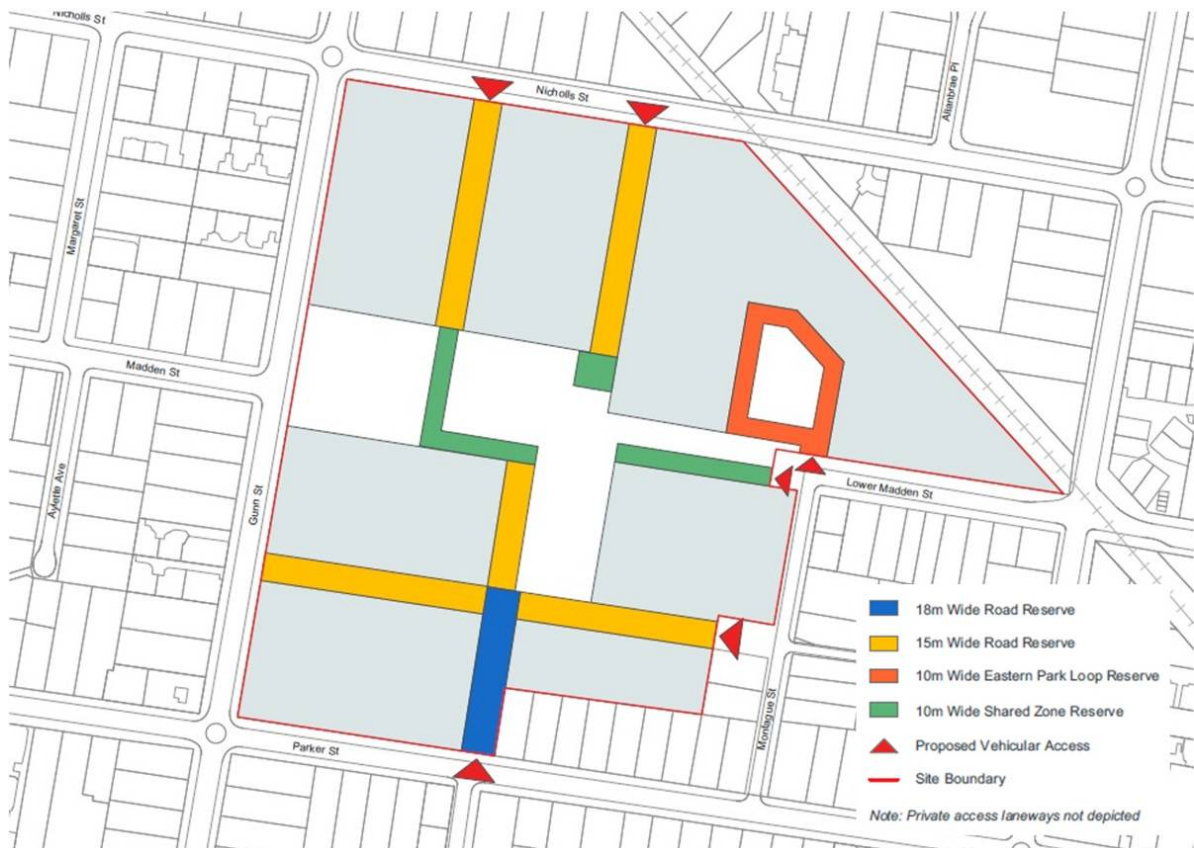 Nicholls St
Nicholls St
Allanbrae Pl
Margaret St
Madden St
Aylette Ave
Gunn St
Lower Madden St
Parker St
Montague St
18m Wide Road Reserve
15m Wide Road Reserve
10m Wide Eastern Park Loop Reserve
10m Wide Shared Zone Reserve
Proposed Vehicular Access
Site Boundary
Note: Private access laneways not depicted